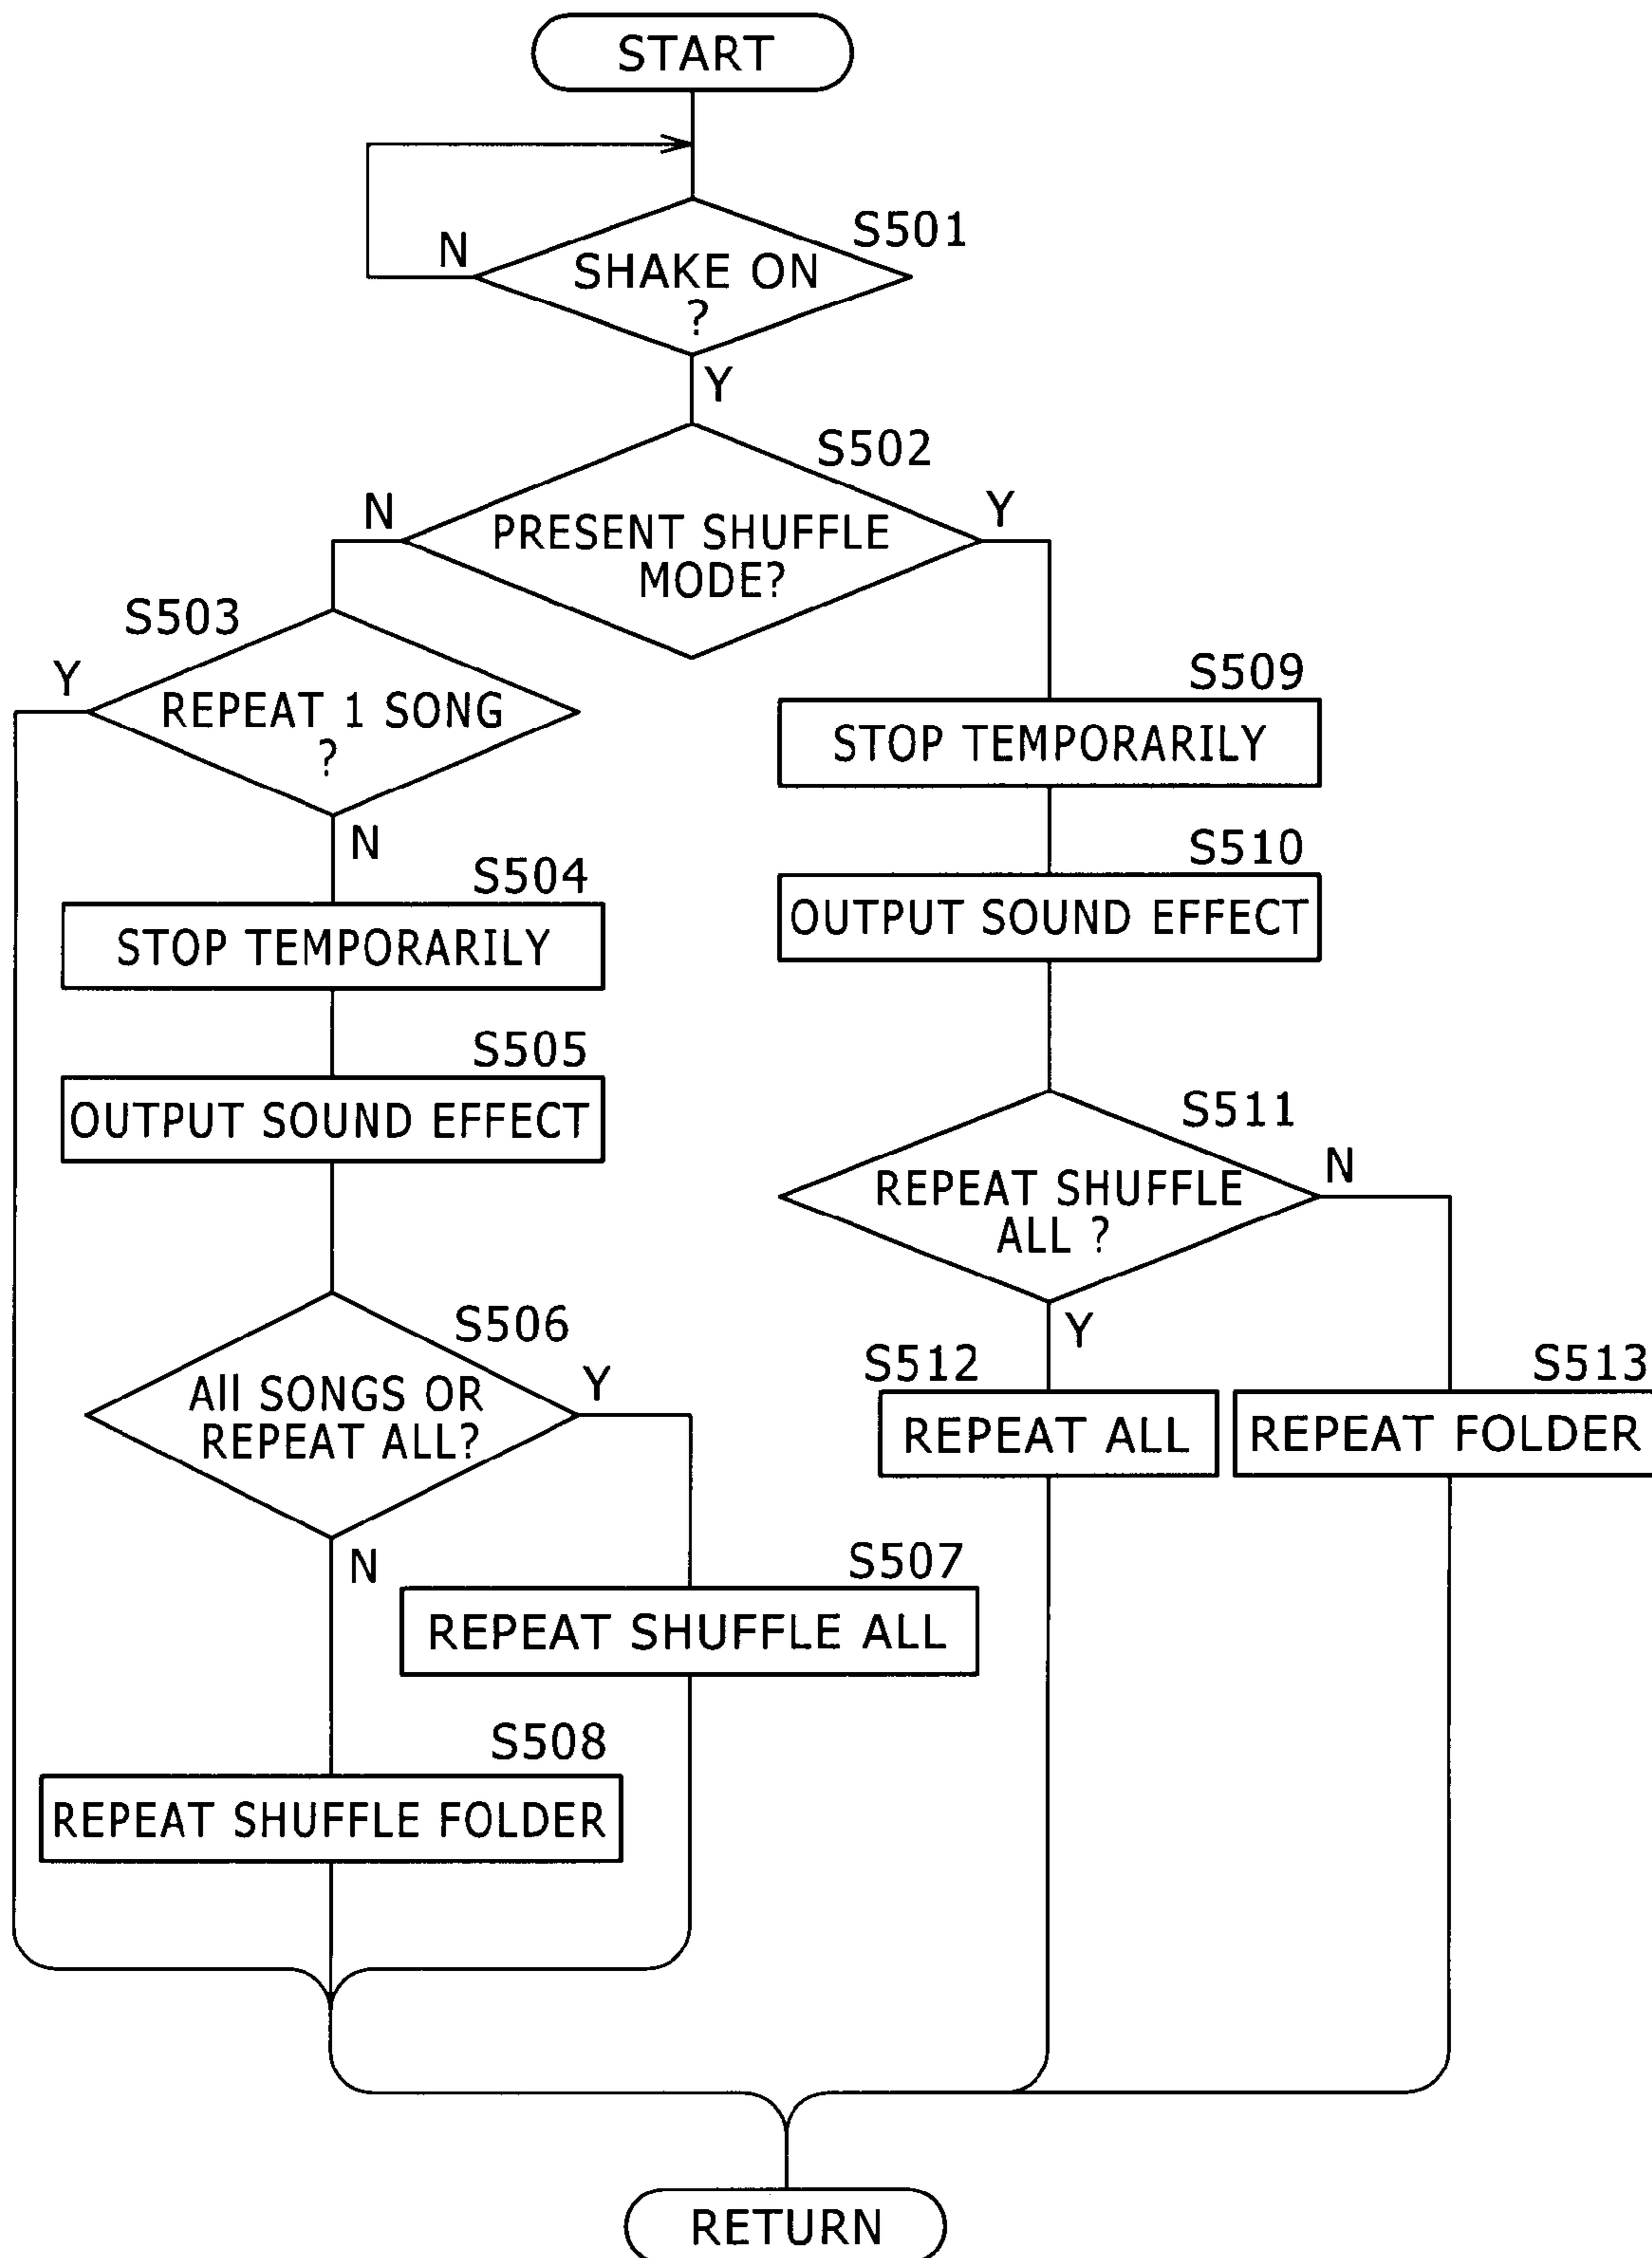 START
S501
N
SHAKE ON
?
Y
S502
N
Y
PRESENT SHUFFLE
MODE?
S503
Y
REPEAT 1 SONG
?
N
S504
STOP TEMPORARILY
S505
OUTPUT SOUND EFFECT
S506
All SONGS OR
REPEAT ALL?
Y
N
S507
REPEAT SHUFFLE ALL
S508
REPEAT SHUFFLE FOLDER
S509
STOP TEMPORARILY
S510
OUTPUT SOUND EFFECT
S511
N
REPEAT SHUFFLE
ALL ?
Y
S512
REPEAT ALL
S513
REPEAT FOLDER
RETURN